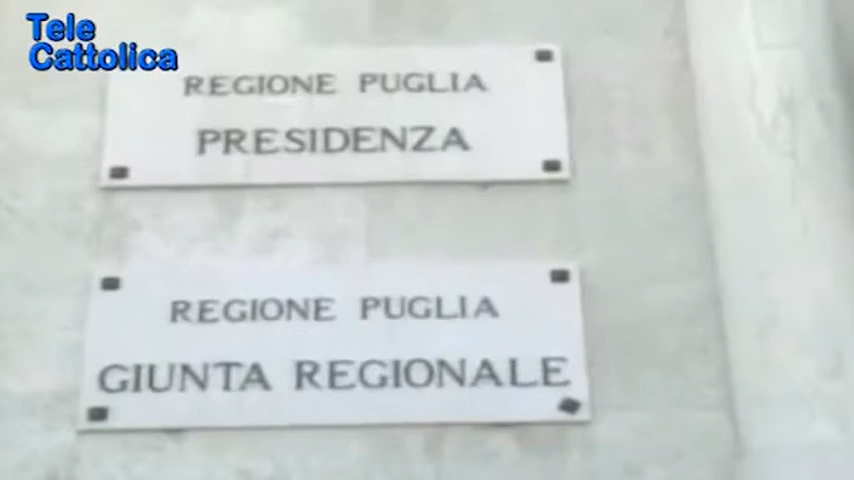 Tele
Cattolica
REGIONE PUGLIA
PRESIDENZA
REGIONE PUGLIA
GIUNTA REGIONALE